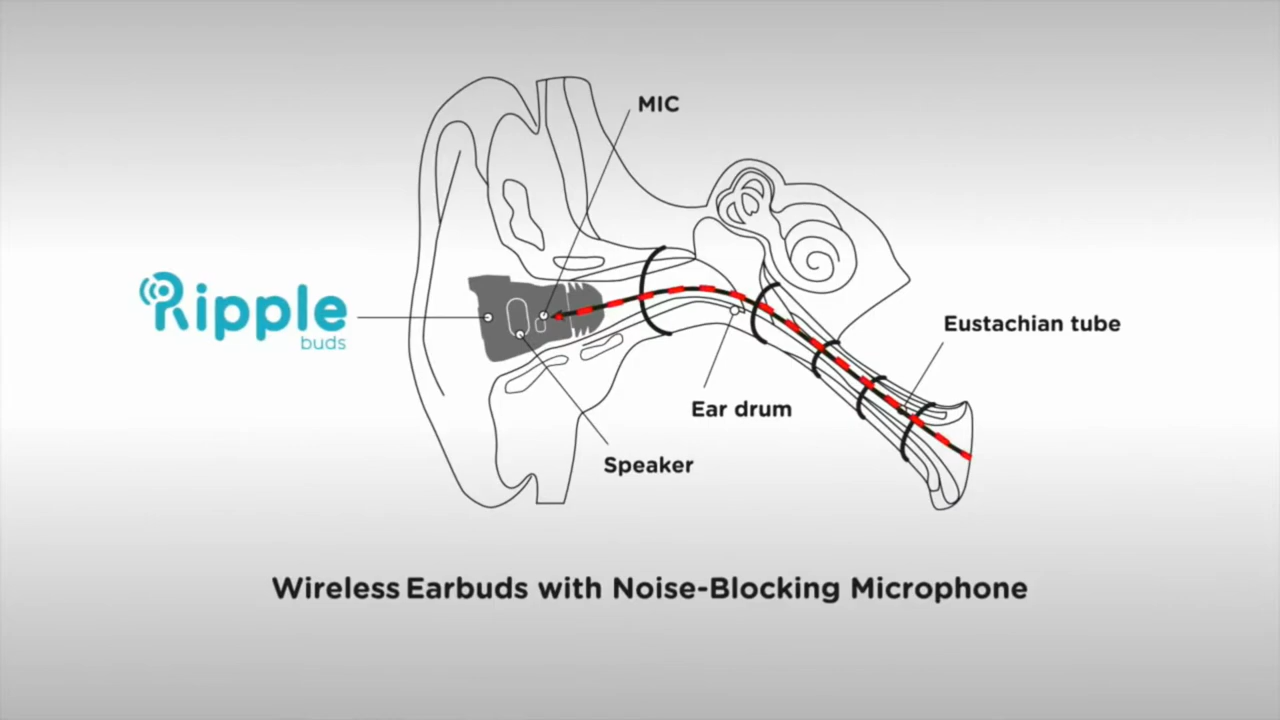 MIC
Ripple
buds
Eustachian tube
Ear drum
Speaker
Wireless Earbuds with Noise-Blocking Microphone